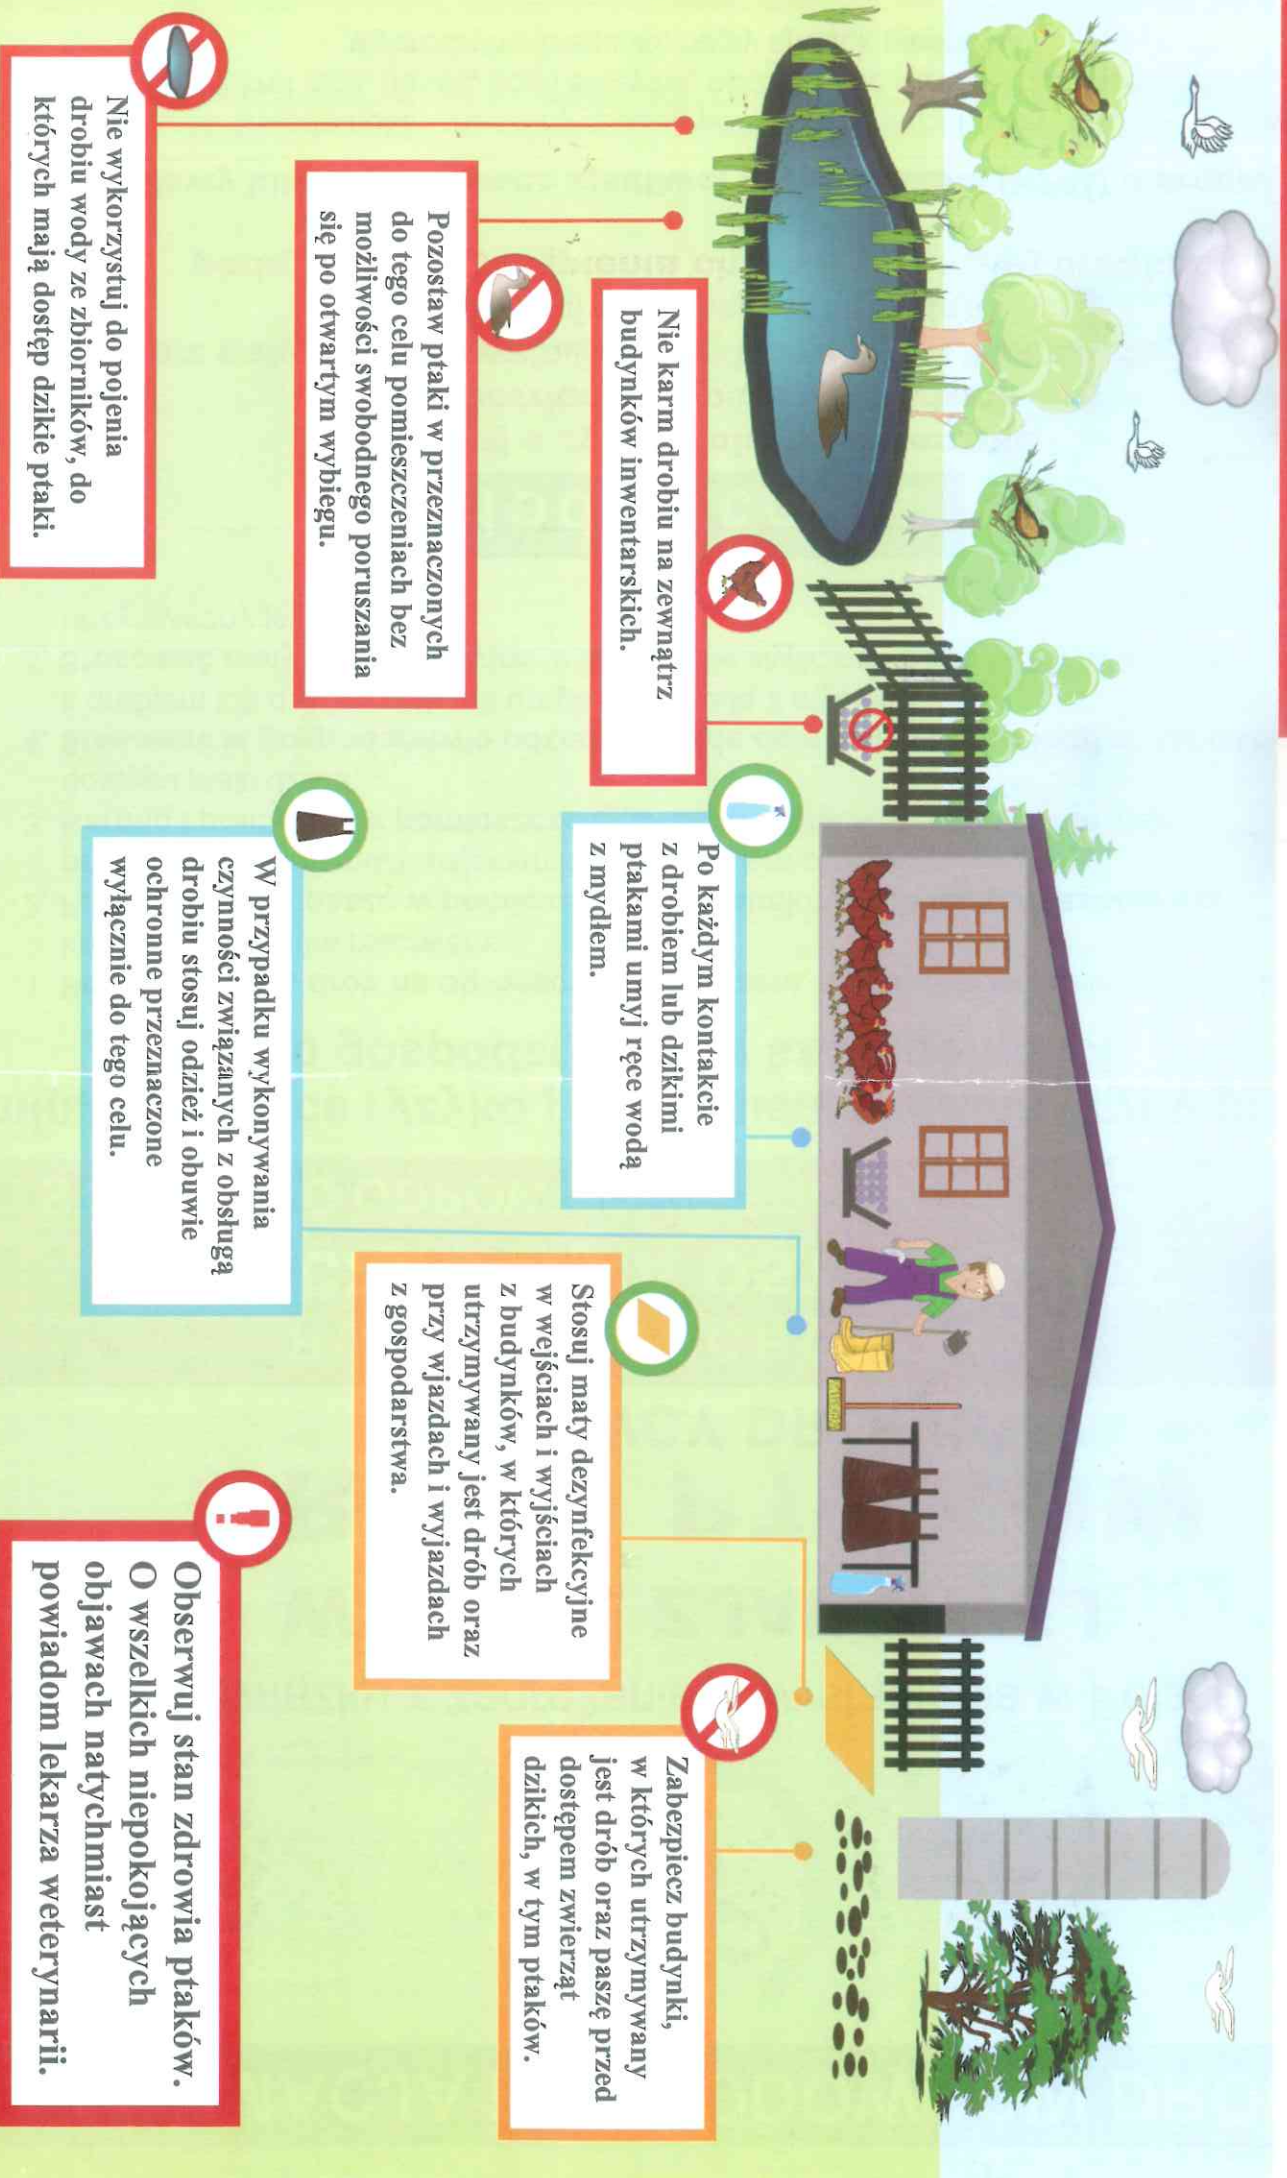 Nie wykorzystuj do pojenia
drobiu wody ze zbiorników, do
których mają dostęp dzikie ptaki.
Pozostaw ptaki w przeznaczonych
do tego celu pomieszczeniach bez
możliwości swobodnego poruszania
się po otwartym wybiegu.
Nie karm drobiu na zewnątrz
budynków inwentarskich.
Po każdym kontakcie
z drobiem lub dzikimi
ptakami umyj ręce wodą
z mydłem.
W przypadku wykonywania
czynności związanych z obsługą
drobiu stosuj odzież i obuwie
ochronne przeznaczone
wyłącznie do tego celu.
Stosuj maty dezynfekcyjne
w wejściach i wyjściach
z budynków, w których
utrzymywany jest drób oraz
przy wjazdach i wyjazdach
z gospodarstwa.
Zabezpiecz budynki,
w których utrzymywany
jest drób oraz paszę przed
dostępem zwierząt
dzikich, w tym ptaków.
Obserwuj stan zdrowia ptaków.
O wszelkich niepokojących
objawach natychmiast
powiadom lekarza weterynarii.